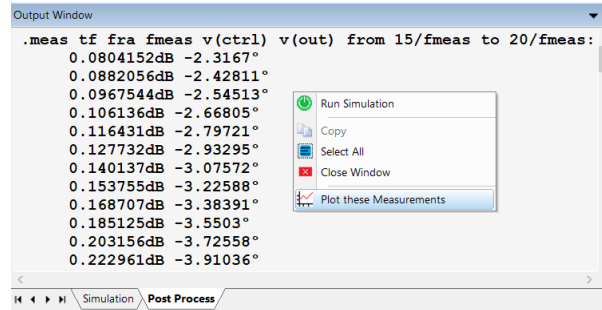 Output Window
.meas tf fra fmeas v(ctrl) v(out) from 15/fmeas to 20/fmeas:
0.0804152dB -2.3167°
0.0882056dB -2.42811°
0.0967544dB -2.54513°
0.106136dB -2.66805°
0.116431dB -2.79721°
0.127732dB -2.93295°
0.140137dB -3.07572°
0.153755dB -3.22588°
0.168707dB -3.38391°
0.185125dB -3.5503°
0.203156dB -3.72558°
0.222961dB -3.91036°
Run Simulation
Copy
Select All
Close Window
Plot these Measurements
Simulation Post Process